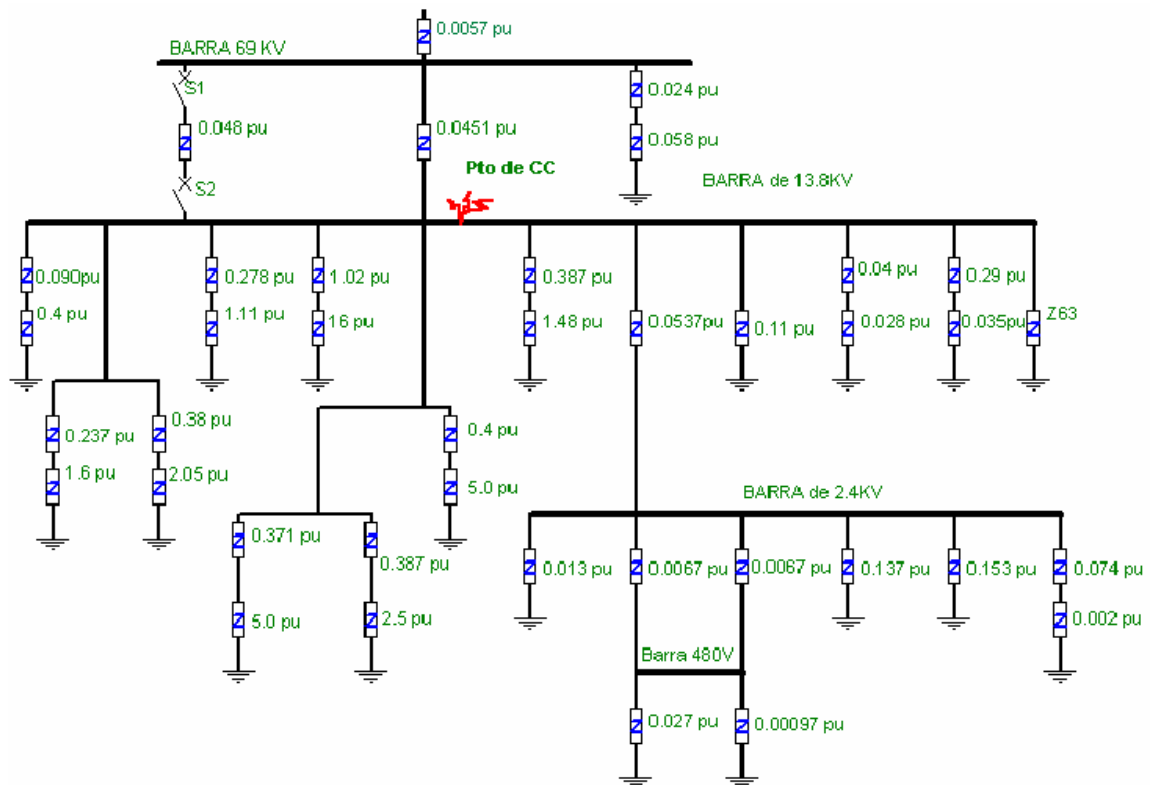 0.0057 pu
BARRA 69 KV
S1
0.024 pu
0.048 pu
0.0451 pu
0.058 pu
Pto de CC
BARRA de 13.8KV
S2
0.090pu
0.278 pu
1.02 pu
0.387 pu
0.04 pu
0.29 pu
0.4 pu
1.11 pu
16 pu
1.48 pu
0.0537pu
0.11 pu
0.028 pu
0.035pu
Z63
0.237 pu
0.38 pu
0.4 pu
1.6 pu
2.05 pu
5.0 pu
BARRA de 2.4KV
0.371 pu
0.387 pu
0.013 pu
0.0067 pu
0.0067 pu
0.137 pu
0.153 pu
0.074 pu
5.0 pu
2.5 pu
0.002 pu
Barra 480V
0.027 pu
0.00097 pu